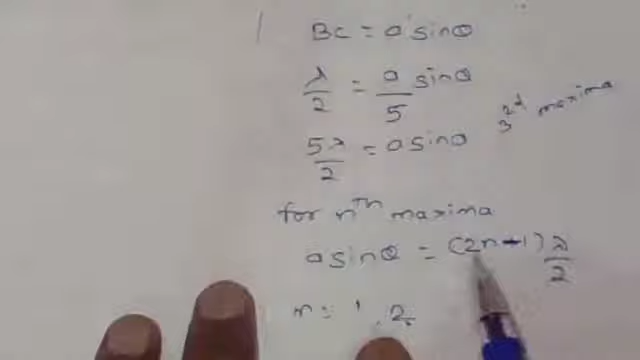 BC = a sinθ
λ/2 = a/5 sinθ
3rd maxima
5λ/2 = a sinθ
for nth maxima
a sinθ = (2n-1) λ/2
n = 1, 2